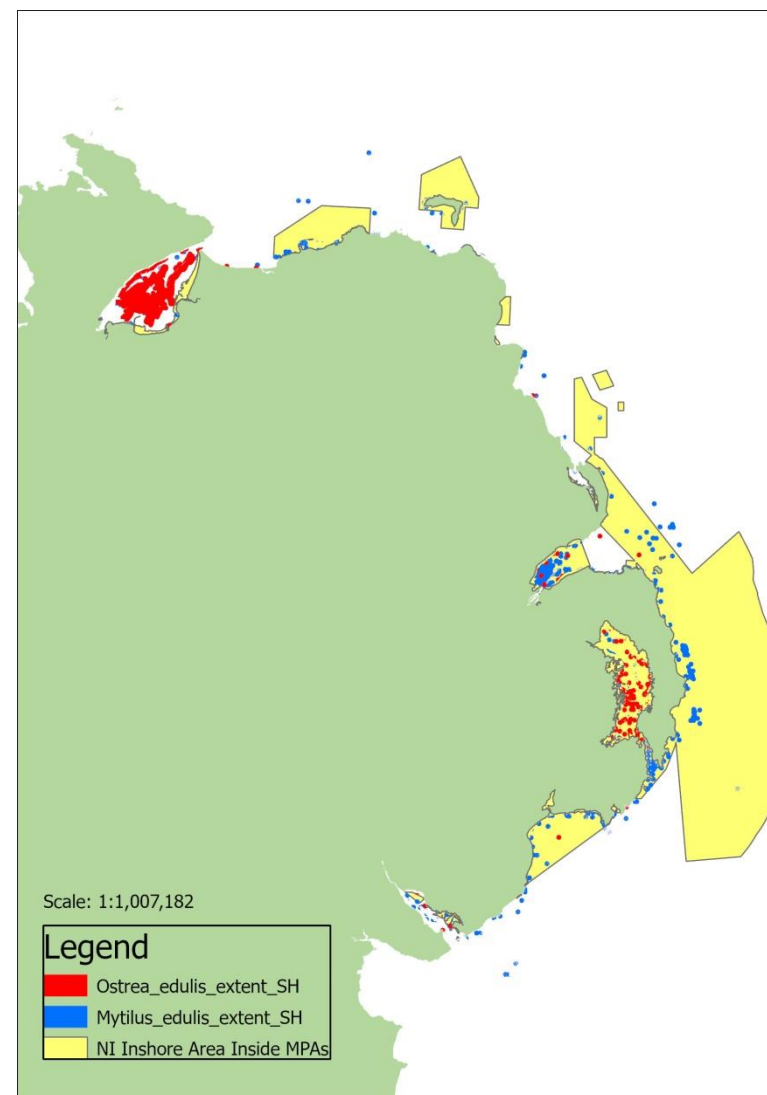 Scale: 1:1,007,182
Legend
Ostrea_edulis_extent_SH
Mytilus_edulis_extent_SH
NI Inshore Area Inside MPAs